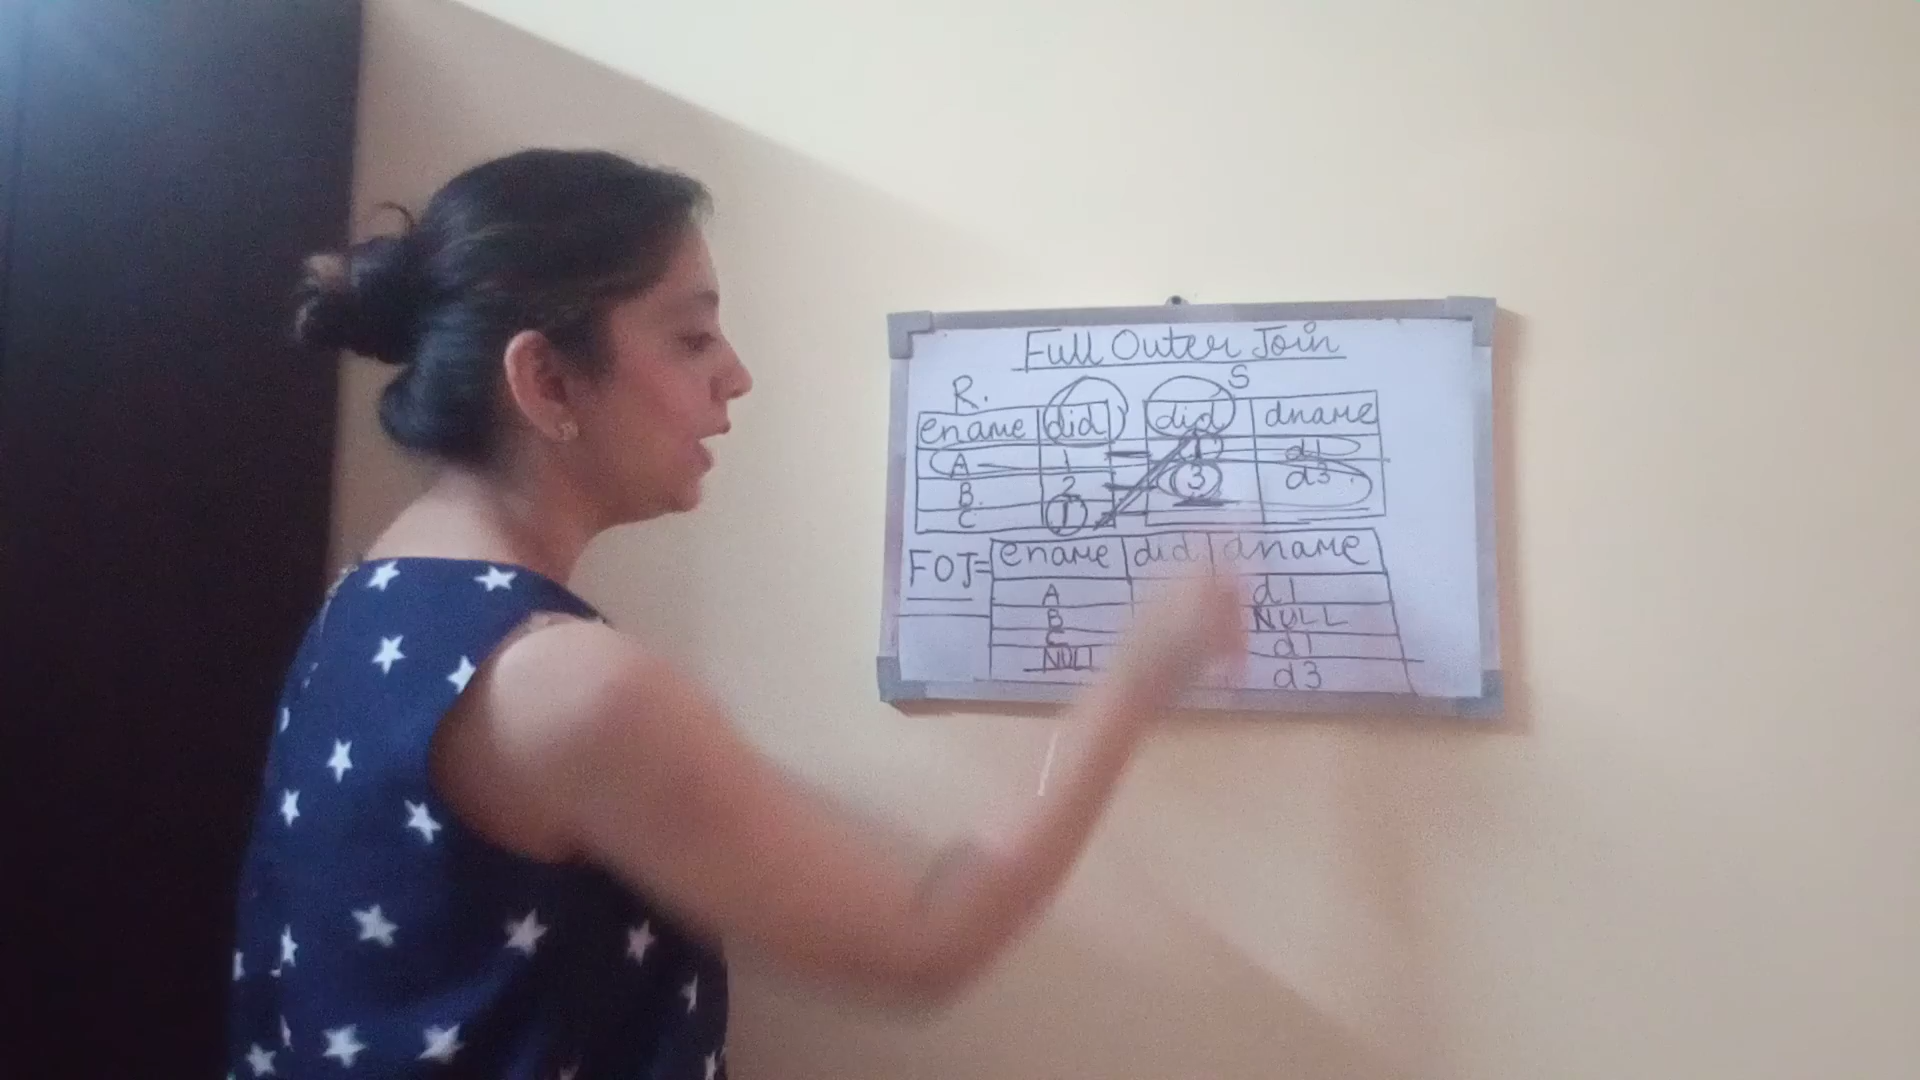 Full Outer Join
R. S
ename did did dname
A 1 1 d1
B. 2 3 d3.
C 1
FOJ= ename did dname
A d1
B NULL
C d1
NULL d3